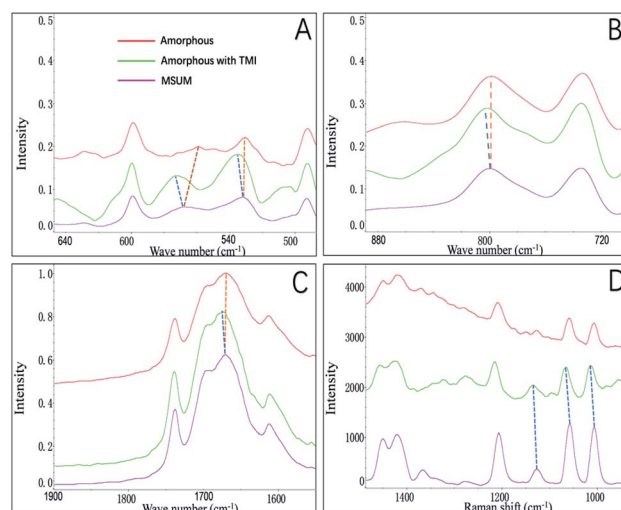 A
Amorphous
Amorphous with TMI
MSUM
Intensity
0.5
0.4
0.3
0.2
0.1
0.0
640
600
540
500
Wave number (cm-1)
B
Intensity
0.5
0.4
0.3
0.2
0.1
0.0
880
800
720
Wave number (cm-1)
C
Intensity
1.0
0.8
0.6
0.4
0.2
0.0
1900
1800
1700
1600
Wave number (cm-1)
D
Intensity
4000
3000
2000
1000
0
1400
1200
1000
Raman shift (cm-1)